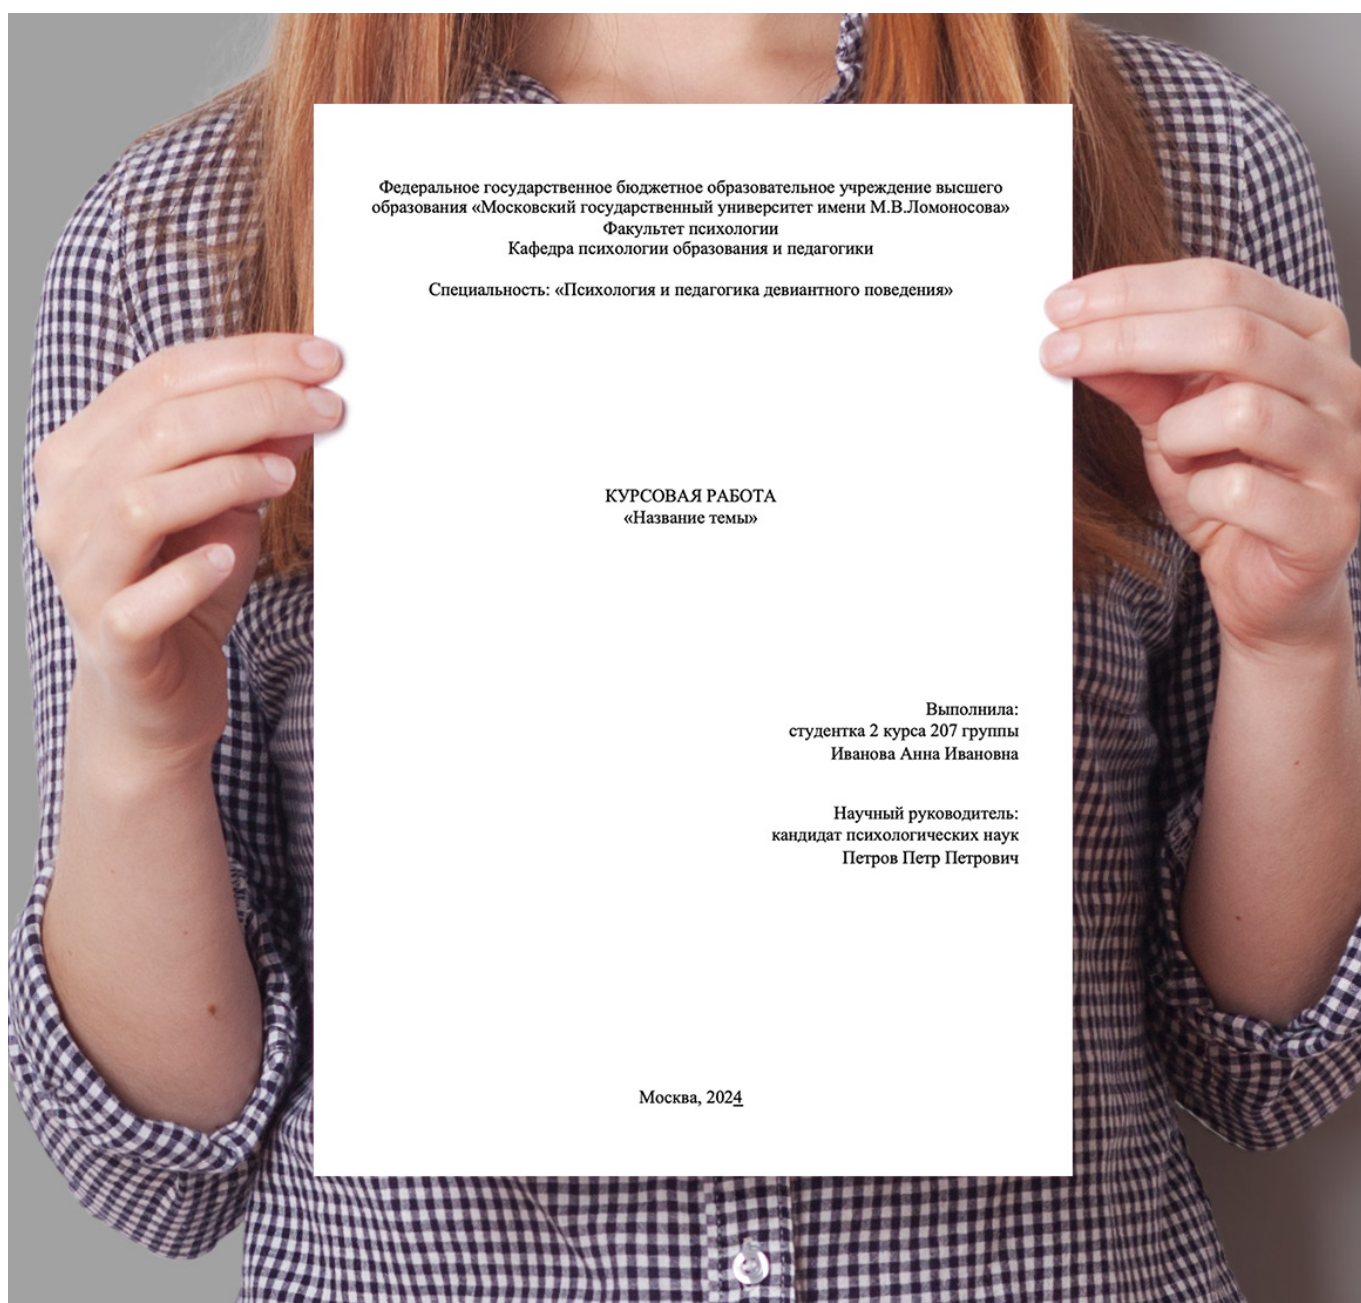 Федеральное государственное бюджетное образовательное учреждение высшего
образования «Московский государственный университет имени М.В.Ломоносова»
Факультет психологии
Кафедра психологии образования и педагогики
Специальность: «Психология и педагогика девиантного поведения»
КУРСОВАЯ РАБОТА
«Название темы»
Выполнила:
студентка 2 курса 207 группы
Иванова Анна Ивановна
Научный руководитель:
кандидат психологических наук
Петров Петр Петрович
Москва, 2024